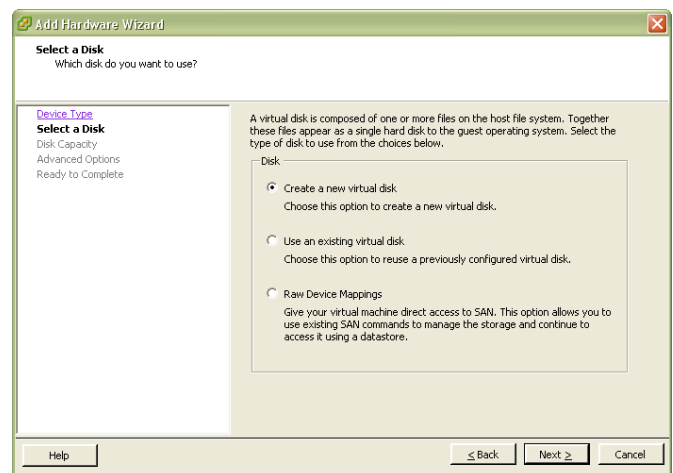 Add Hardware Wizard
Select a Disk
Which disk do you want to use?
Device Type
Select a Disk
Disk Capacity
Advanced Options
Ready to Complete
A virtual disk is composed of one or more files on the host file system. Together
these files appear as a single hard disk to the guest operating system. Select the
type of disk to use from the choices below.
Disk
Create a new virtual disk
Choose this option to create a new virtual disk.
Use an existing virtual disk
Choose this option to reuse a previously configured virtual disk.
Raw Device Mappings
Give your virtual machine direct access to SAN. This option allows you to
use existing SAN commands to manage the storage and continue to
access it using a datastore.
Help
< Back
Next >
Cancel